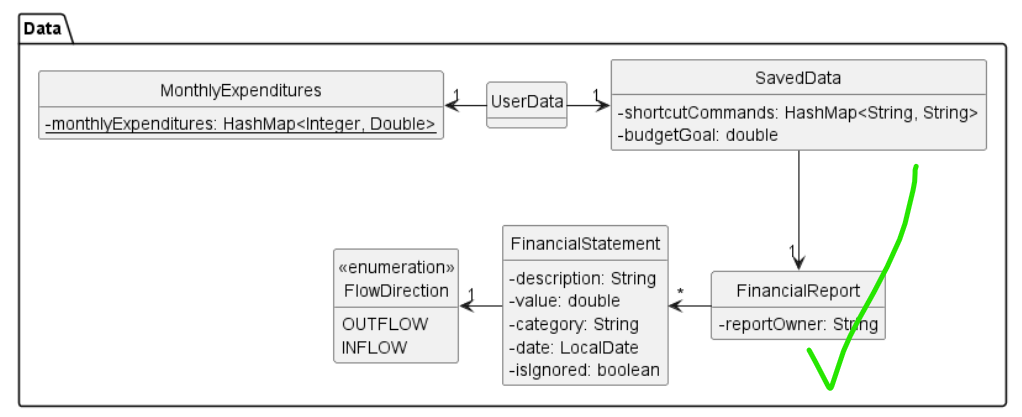 Data
MonthlyExpenditures
-monthlyExpenditures: HashMap<Integer, Double>
1
UserData
1
SavedData
-shortcutCommands: HashMap<String, String>
-budgetGoal: double
1
«enumeration»
FlowDirection
OUTFLOW
INFLOW
1
FinancialStatement
-description: String
-value: double
-category: String
-date: LocalDate
-isIgnored: boolean
*
FinancialReport
-reportOwner: String